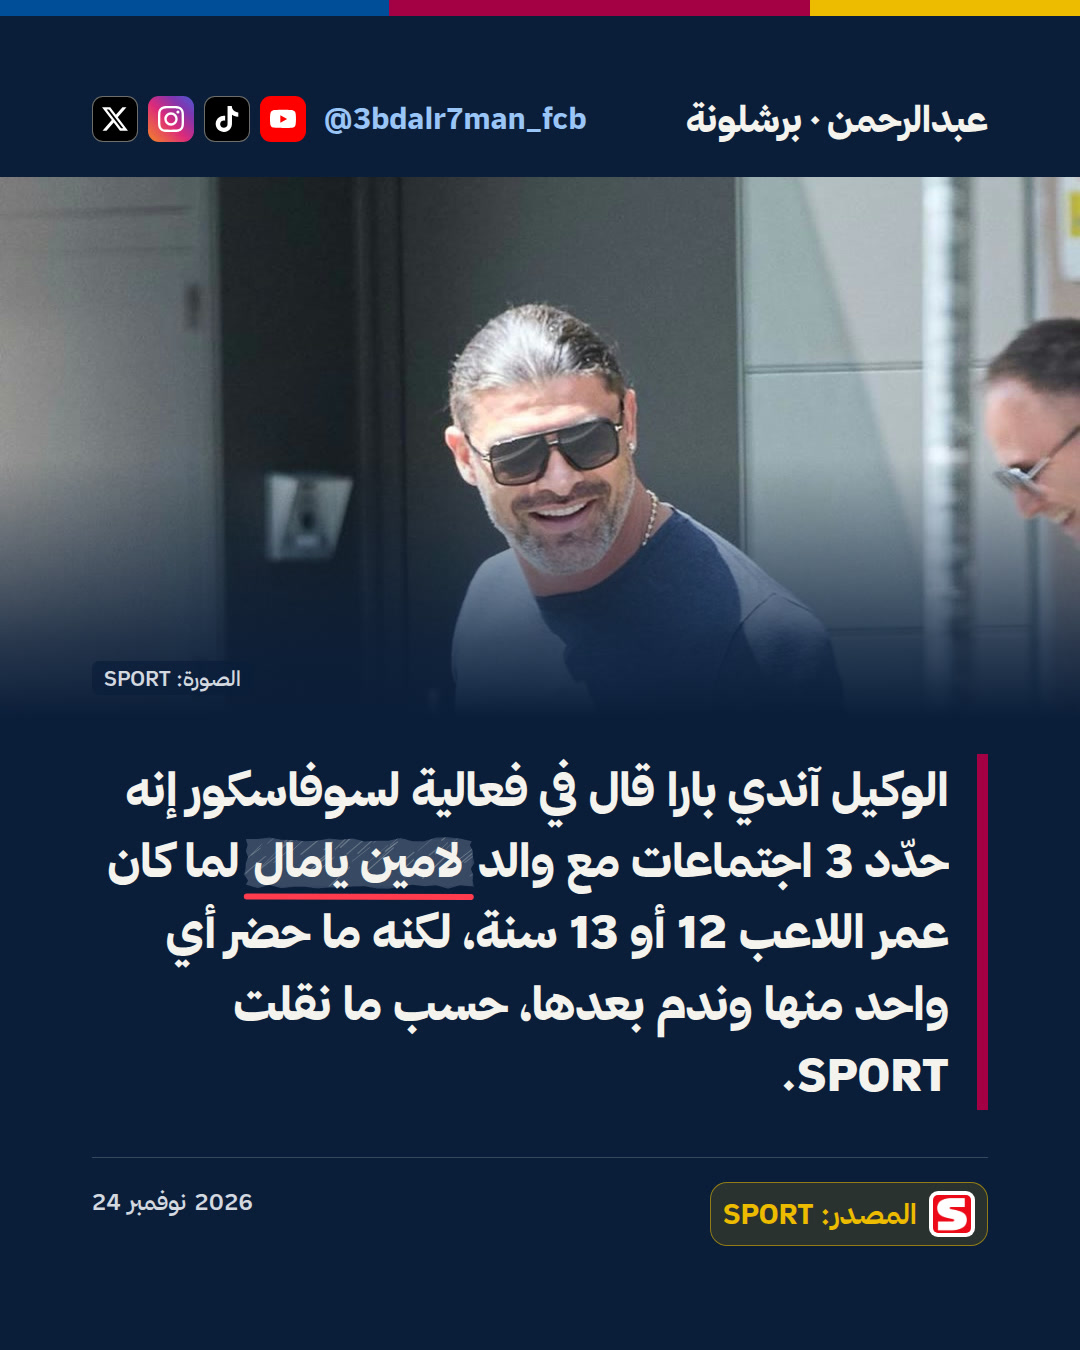 عبدالرحمن · برشلونة
@3bdalr7man_fcb
الصورة: SPORT
الوكيل آندي بارا قال في فعالية لسوفاسكور إنه
حدّد 3 اجتماعات مع والد لامين يامال لما كان
عمر اللاعب 12 أو 13 سنة، لكنه ما حضر أي
واحد منها وندم بعدها، حسب ما نقلت
SPORT.
المصدر: SPORT
24 نوفمبر 2026